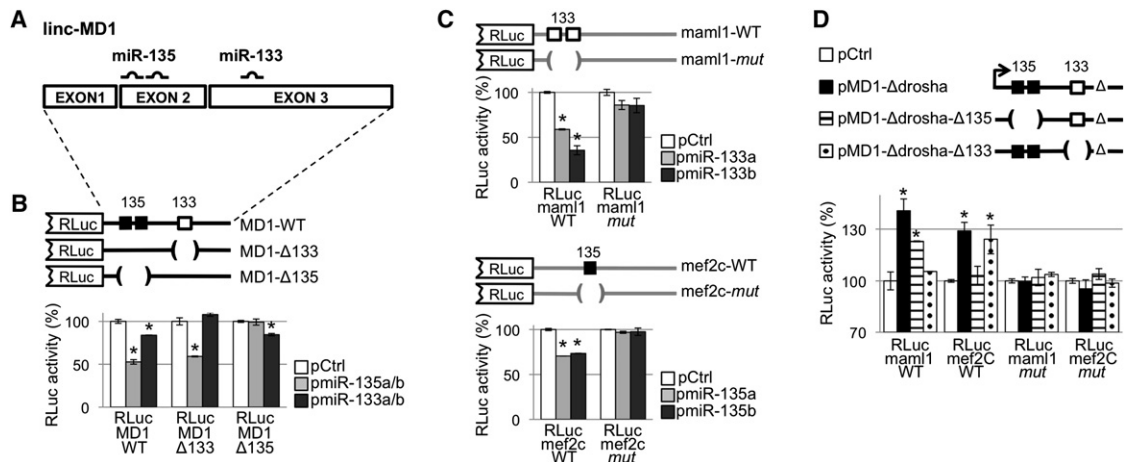 A
linc-MD1
miR-135 miR-133
EXON1 EXON 2 EXON 3
B
135 133
RLuc MD1-WT
RLuc MD1-Δ133
RLuc MD1-Δ135
RLuc activity (%)
100
50
0
* * * *
RLuc MD1 WT
RLuc MD1 Δ133
RLuc MD1 Δ135
pCtrl
pmiR-135a/b
pmiR-133a/b
C
133
RLuc maml1-WT
RLuc maml1-mut
RLuc activity (%)
100
50
0
* *
RLuc maml1 WT
RLuc maml1 mut
pCtrl
pmiR-133a
pmiR-133b
135
RLuc mef2c-WT
RLuc mef2c-mut
RLuc activity (%)
100
50
0
* *
RLuc mef2c WT
RLuc mef2c mut
pCtrl
pmiR-135a
pmiR-135b
D
pCtrl
135 133
pMD1-Δdrosha Δ
pMD1-Δdrosha-Δ135 Δ
pMD1-Δdrosha-Δ133 Δ
RLuc activity (%)
130
100
70
* * * *
RLuc maml1 WT
RLuc mef2C WT
RLuc maml1 mut
RLuc mef2C mut